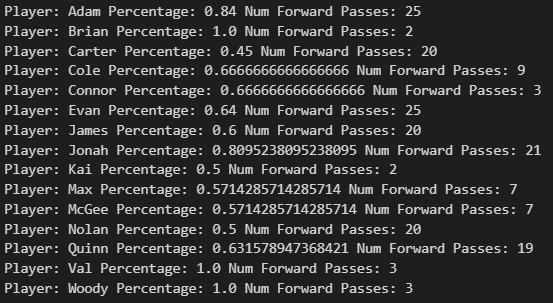 Player: Adam Percentage: 0.84 Num Forward Passes: 25
Player: Brian Percentage: 1.0 Num Forward Passes: 2
Player: Carter Percentage: 0.45 Num Forward Passes: 20
Player: Cole Percentage: 0.6666666666666666 Num Forward Passes: 9
Player: Connor Percentage: 0.6666666666666666 Num Forward Passes: 3
Player: Evan Percentage: 0.64 Num Forward Passes: 25
Player: James Percentage: 0.6 Num Forward Passes: 20
Player: Jonah Percentage: 0.8095238095238095 Num Forward Passes: 21
Player: Kai Percentage: 0.5 Num Forward Passes: 2
Player: Max Percentage: 0.5714285714285714 Num Forward Passes: 7
Player: McGee Percentage: 0.5714285714285714 Num Forward Passes: 7
Player: Nolan Percentage: 0.5 Num Forward Passes: 20
Player: Quinn Percentage: 0.631578947368421 Num Forward Passes: 19
Player: Val Percentage: 1.0 Num Forward Passes: 3
Player: Woody Percentage: 1.0 Num Forward Passes: 3